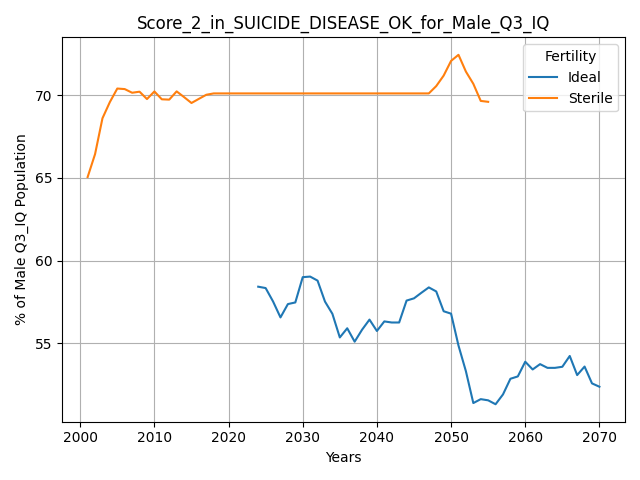 Score_2_in_SUICIDE_DISEASE_OK_for_Male_Q3_IQ
Fertility
Ideal
Sterile
% of Male Q3_IQ Population
70
65
60
55
2000 2010 2020 2030 2040 2050 2060 2070
Years